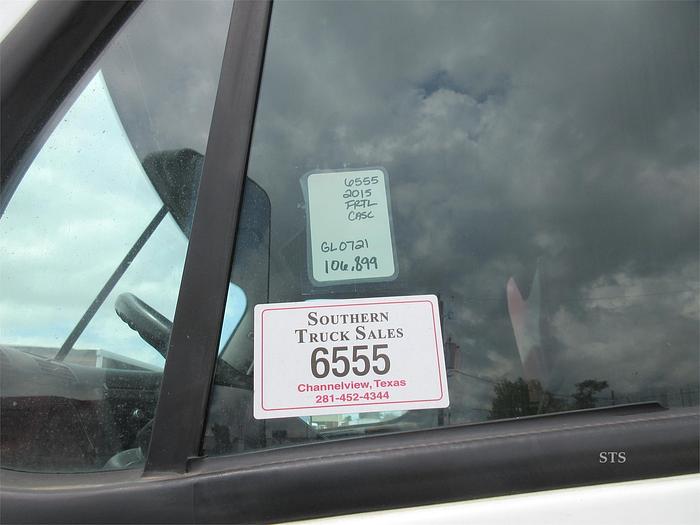 6555
2015
FRTL
CASC
GL0721
106,899
SOUTHERN
TRUCK SALES
6555
Channelview, Texas
281-452-4344
STS